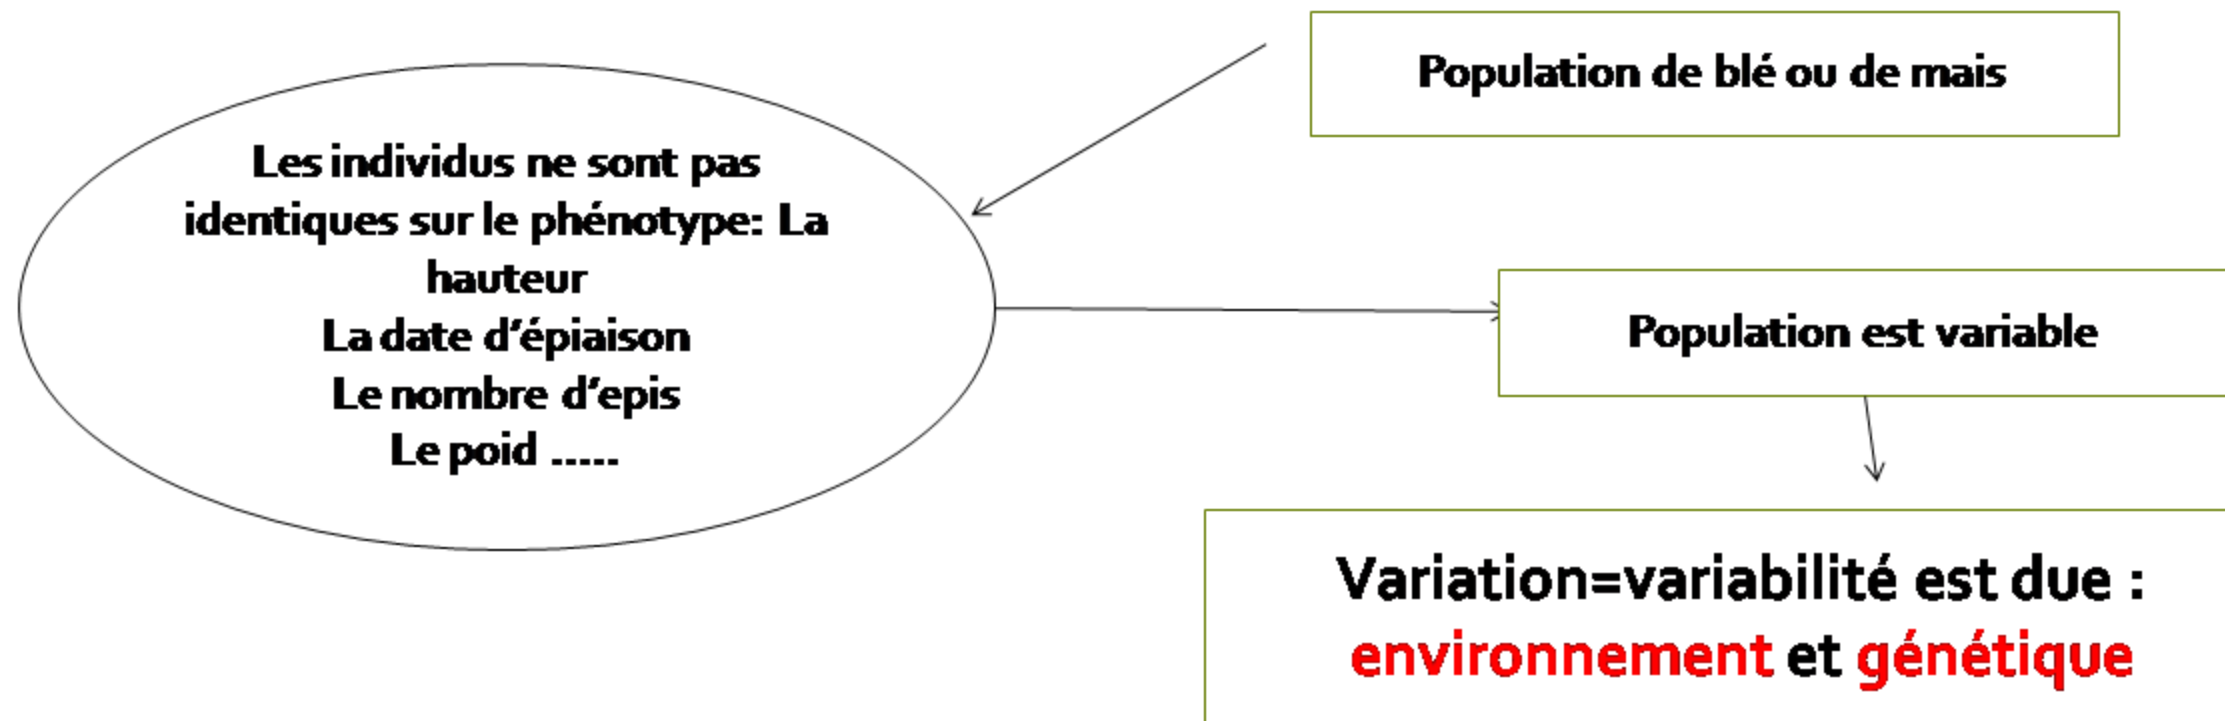 Population de blé ou de mais
Les individus ne sont pas
identiques sur le phénotype: La
hauteur
La date d'épiaison
Le nombre d'epis
Le poid .....
Population est variable
Variation=variabilité est due :
environnement et génétique